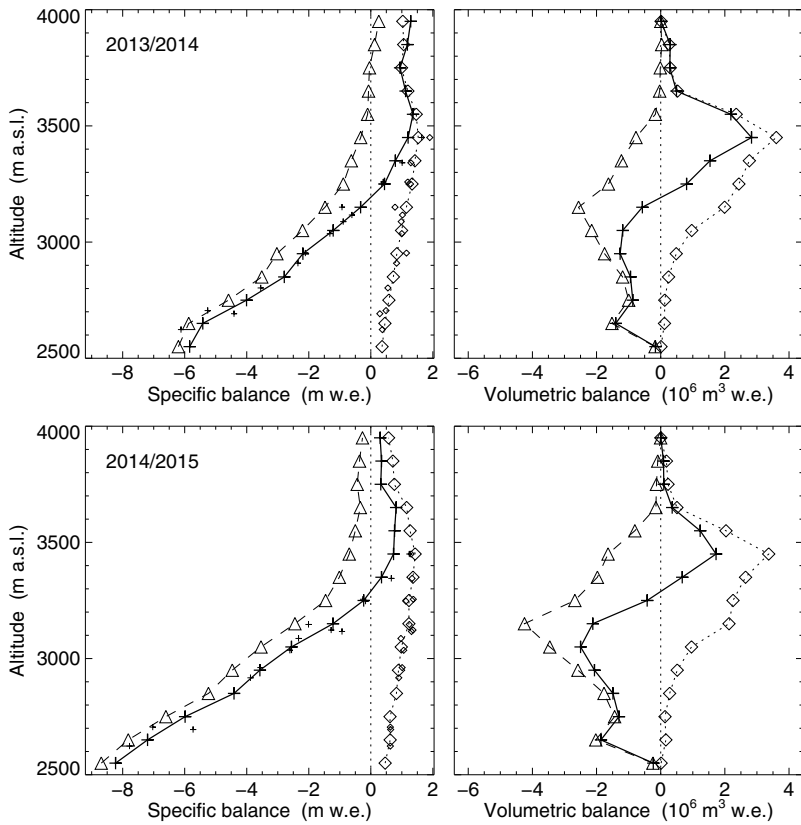 4000
3500
3000
2500
Altitude (m a.s.l.)
2013/2014
−8 −6 −4 −2 0 2
Specific balance (m w.e.)
−6 −4 −2 0 2 4
Volumetric balance (10⁶ m³ w.e.)
4000
3500
3000
2500
Altitude (m a.s.l.)
2014/2015
−8 −6 −4 −2 0 2
Specific balance (m w.e.)
−6 −4 −2 0 2 4
Volumetric balance (10⁶ m³ w.e.)